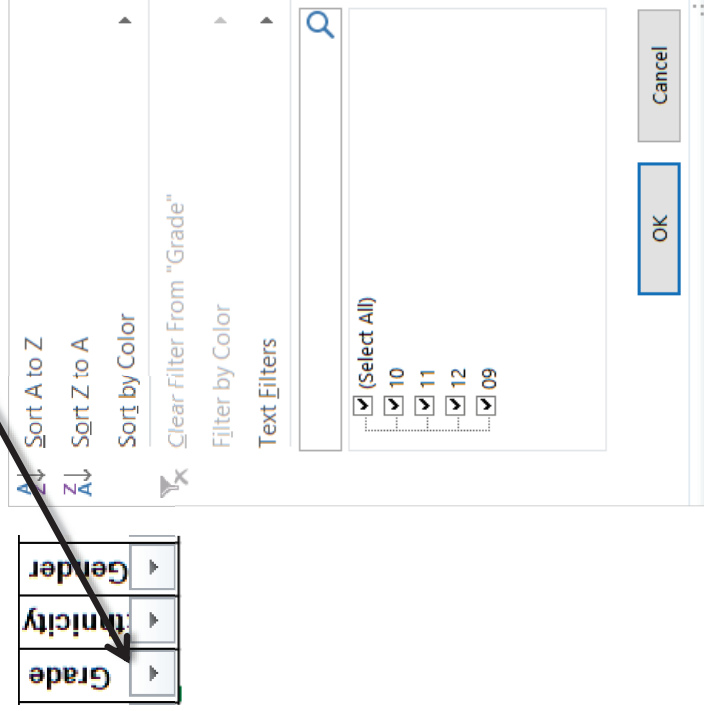 Grade
thnicity
Gender
Sort A to Z
Sort Z to A
Sort by Color
Clear Filter From "Grade"
Filter by Color
Text Filters
(Select All)
10
11
12
09
OK
Cancel